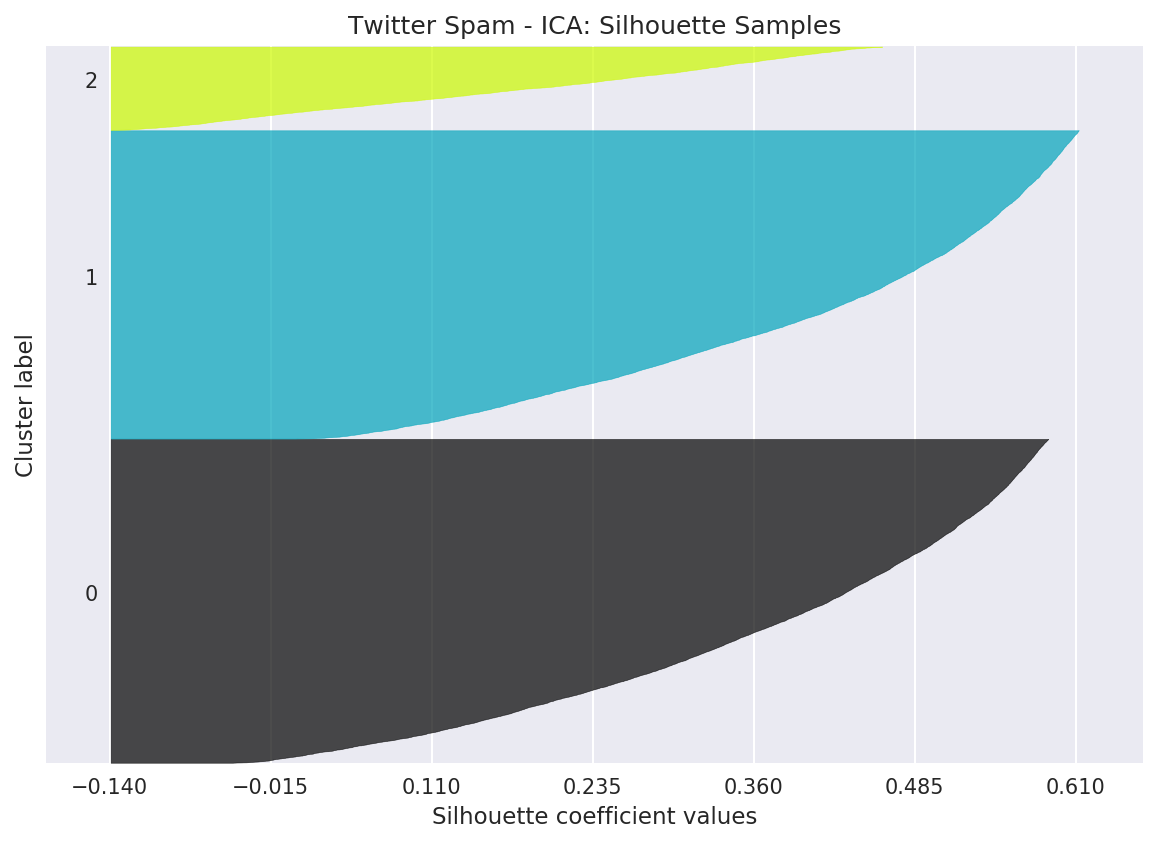 Twitter Spam - ICA: Silhouette Samples
2
1
0
Cluster label
−0.140 −0.015 0.110 0.235 0.360 0.485 0.610
Silhouette coefficient values